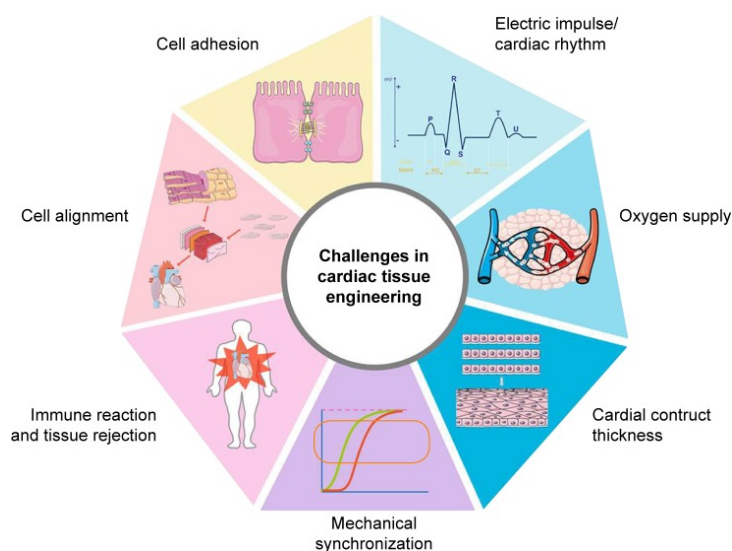 Cell adhesion
Electric impulse/
cardiac rhythm
mV
+
-
P
R
Q
S
T
U
Cell alignment
Oxygen supply
Challenges in
cardiac tissue
engineering
Immune reaction
and tissue rejection
Cardial contruct
thickness
Mechanical
synchronization